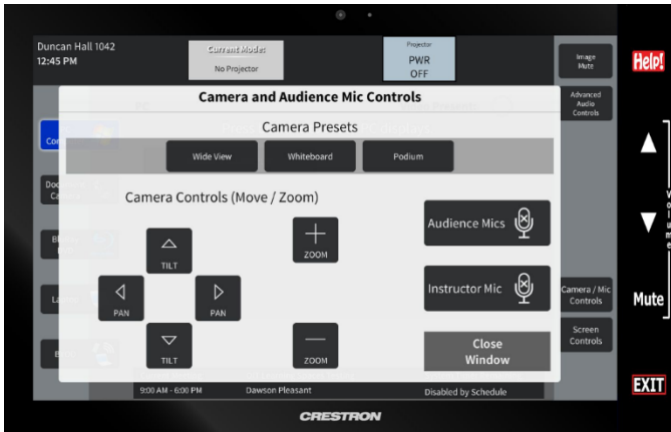 Duncan Hall 1042
12:45 PM
Current Mode:
No Projector
Projector
PWR
OFF
Image
Mute
Help!
Advanced
Audio
Controls
Camera and Audience Mic Controls
Camera Presets
Wide View
Whiteboard
Podium
Camera Controls (Move / Zoom)
TILT
PAN
PAN
TILT
ZOOM
ZOOM
Audience Mics
Instructor Mic
Close
Window
Camera / Mic
Controls
Screen
Controls
Volume
Mute
EXIT
9:00 AM - 6:00 PM
Dawson Pleasant
Disabled by Schedule
CRESTRON